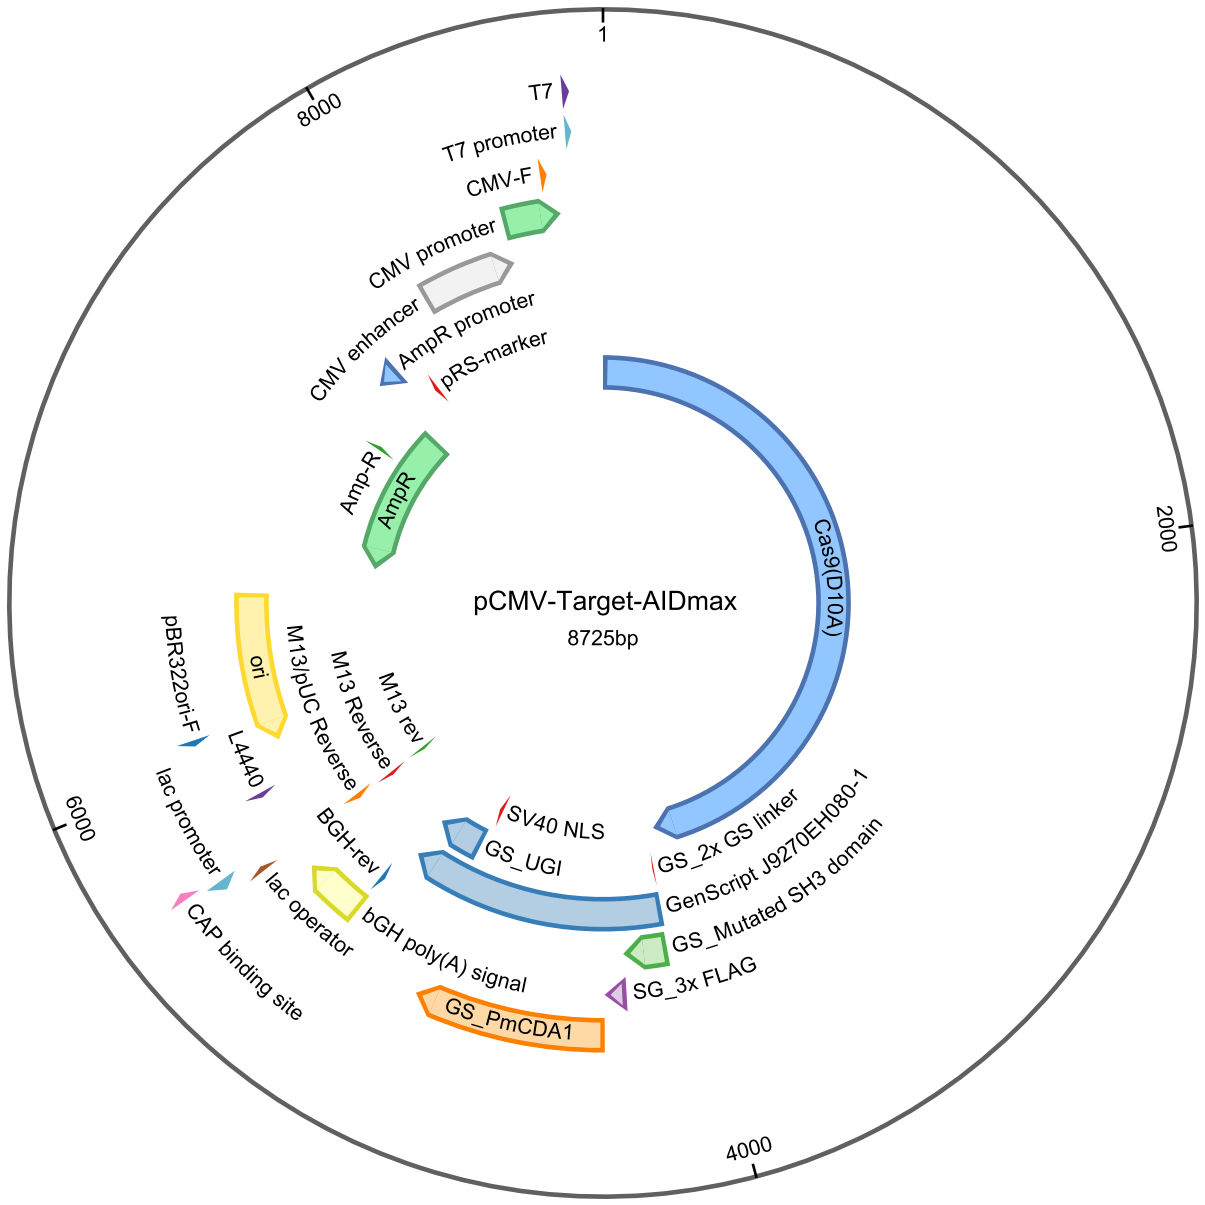 1
8000
T7
T7 promoter
CMV-F
CMV promoter
CMV enhancer
AmpR promoter
pRS-marker
Amp-R
AmpR
2000
Cas9(D10A)
pCMV-Target-AIDmax
8725bp
pBR322ori-F
ori
M13/pUC Reverse
M13 Reverse
M13 rev
L4440
lac promoter
6000
BGH-rev
SV40 NLS
GS_UGI
GS_2x GS linker
GenScript J9270EH080-1
GS_Mutated SH3 domain
SG_3x FLAG
lac operator
CAP binding site
bGH poly(A) signal
GS_PmCDA1
4000